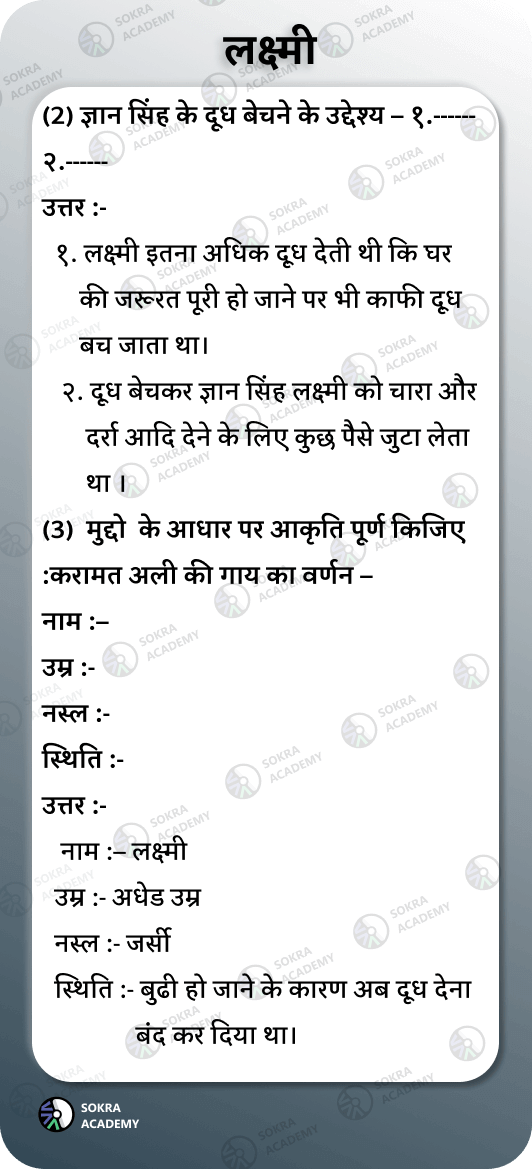 लक्ष्मी
(2) ज्ञान सिंह के दूध बेचने के उद्देश्य – १.------
२.------
उत्तर :-
१. लक्ष्मी इतना अधिक दूध देती थी कि घर
की जरूरत पूरी हो जाने पर भी काफी दूध
बच जाता था।
२. दूध बेचकर ज्ञान सिंह लक्ष्मी को चारा और
दर्रा आदि देने के लिए कुछ पैसे जुटा लेता
था ।
(3) मुद्दो के आधार पर आकृति पूर्ण किजिए
:करामत अली की गाय का वर्णन –
नाम :–
उम्र :-
नस्ल :-
स्थिति :-
उत्तर :-
नाम :– लक्ष्मी
उम्र :- अधेड उम्र
नस्ल :- जर्सी
स्थिति :- बुढी हो जाने के कारण अब दूध देना
बंद कर दिया था।
SOKRA
ACADEMY